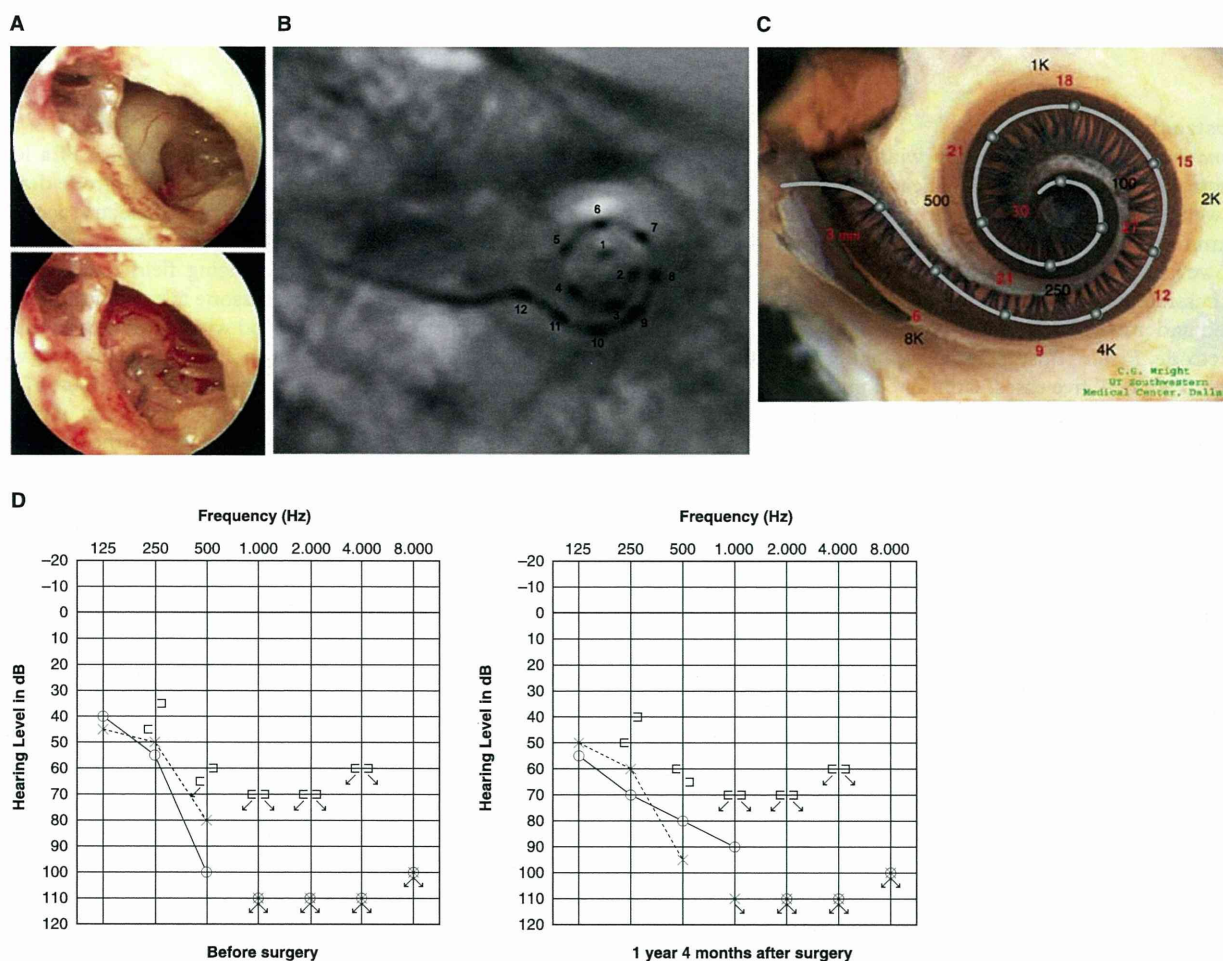 A
B
C
6
7
5
1
2
8
4
3
9
12
11
10
1K
18
21
15
500
100
2K
30
27
3 mm
21
250
12
6
8K
9
4K
C.G. Wright
UT Southwestern
Medical Center, Dalla
D
Frequency (Hz)
125 250 500 1.000 2.000 4.000 8.000
Hearing Level in dB
–20
–10
0
10
20
30
40
50
60
70
80
90
100
110
120
Before surgery
Frequency (Hz)
125 250 500 1.000 2.000 4.000 8.000
Hearing Level in dB
–20
–10
0
10
20
30
40
50
60
70
80
90
100
110
120
1 year 4 months after surgery